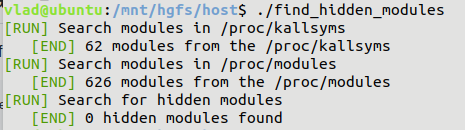 vlad@ubuntu:/mnt/hgfs/host$ ./find_hidden_modules
[RUN] Search modules in /proc/kallsyms
[END] 62 modules from the /proc/kallsyms
[RUN] Search modules in /proc/modules
[END] 626 modules from the /proc/modules
[RUN] Search for hidden modules
[END] 0 hidden modules found